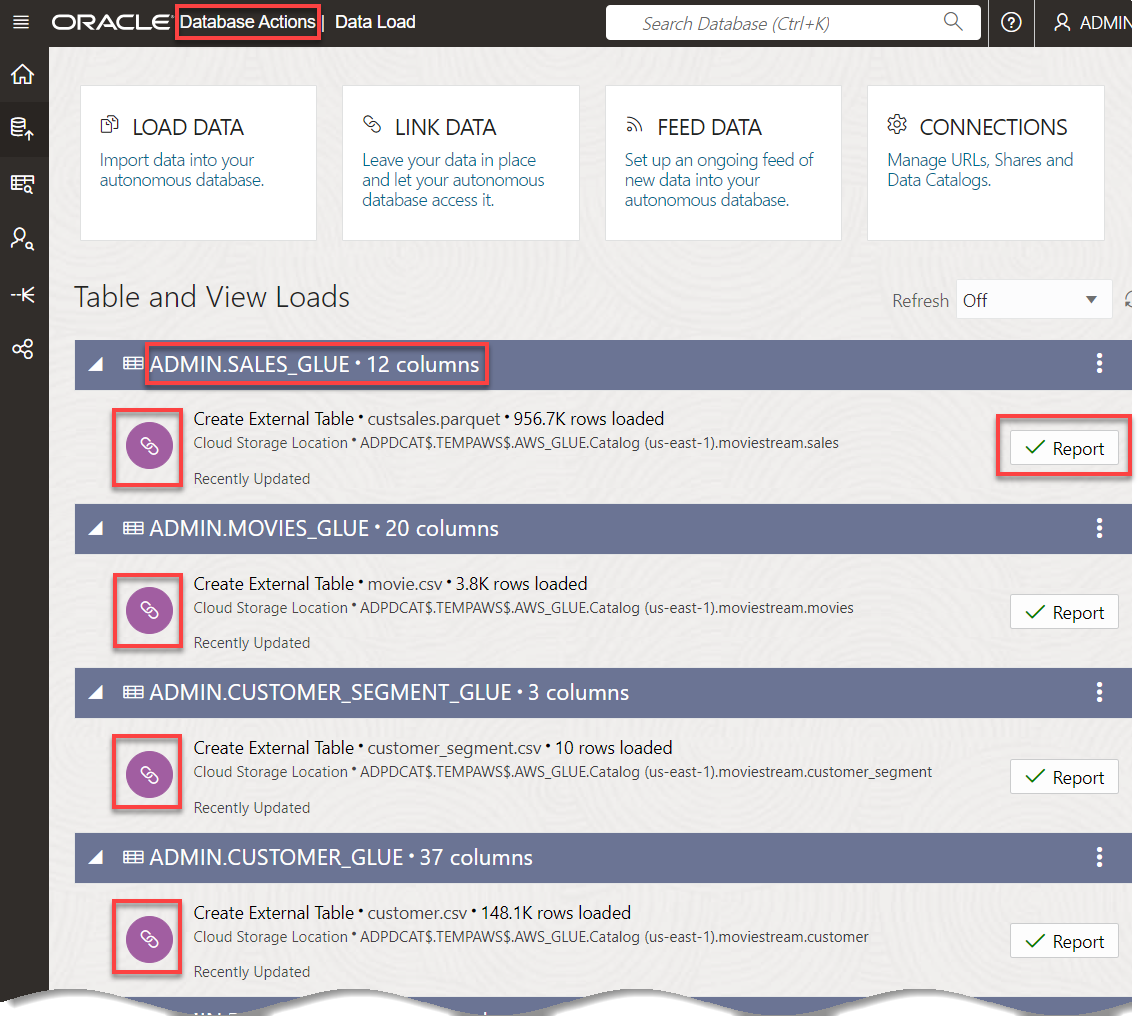 ORACLE Database Actions | Data Load
Search Database (Ctrl+K)
ADMIN
LOAD DATA
Import data into your
autonomous database.
LINK DATA
Leave your data in place
and let your autonomous
database access it.
FEED DATA
Set up an ongoing feed of
new data into your
autonomous database.
CONNECTIONS
Manage URLs, Shares and
Data Catalogs.
Table and View Loads
Refresh Off
ADMIN.SALES_GLUE • 12 columns
Create External Table • custsales.parquet • 956.7K rows loaded
Cloud Storage Location • ADPDCAT$.TEMPAWS$.AWS_GLUE.Catalog (us-east-1).moviestream.sales
Report
Recently Updated
ADMIN.MOVIES_GLUE • 20 columns
Create External Table • movie.csv • 3.8K rows loaded
Cloud Storage Location • ADPDCAT$.TEMPAWS$.AWS_GLUE.Catalog (us-east-1).moviestream.movies
Report
Recently Updated
ADMIN.CUSTOMER_SEGMENT_GLUE • 3 columns
Create External Table • customer_segment.csv • 10 rows loaded
Cloud Storage Location • ADPDCAT$.TEMPAWS$.AWS_GLUE.Catalog (us-east-1).moviestream.customer_segment
Report
Recently Updated
ADMIN.CUSTOMER_GLUE • 37 columns
Create External Table • customer.csv • 148.1K rows loaded
Cloud Storage Location • ADPDCAT$.TEMPAWS$.AWS_GLUE.Catalog (us-east-1).moviestream.customer
Report
Recently Updated